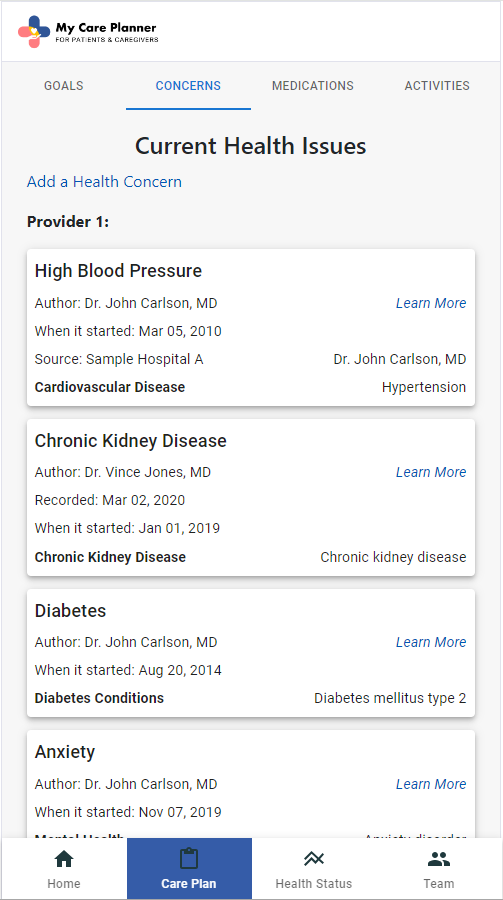 My Care Planner
FOR PATIENTS & CAREGIVERS
GOALS CONCERNS MEDICATIONS ACTIVITIES
Current Health Issues
Add a Health Concern
Provider 1:
High Blood Pressure
Author: Dr. John Carlson, MD Learn More
When it started: Mar 05, 2010
Source: Sample Hospital A Dr. John Carlson, MD
Cardiovascular Disease Hypertension
Chronic Kidney Disease
Author: Dr. Vince Jones, MD Learn More
Recorded: Mar 02, 2020
When it started: Jan 01, 2019
Chronic Kidney Disease Chronic kidney disease
Diabetes
Author: Dr. John Carlson, MD Learn More
When it started: Aug 20, 2014
Diabetes Conditions Diabetes mellitus type 2
Anxiety
Author: Dr. John Carlson, MD Learn More
When it started: Nov 07, 2019
Mental Health Anxiety disorder
Home Care Plan Health Status Team